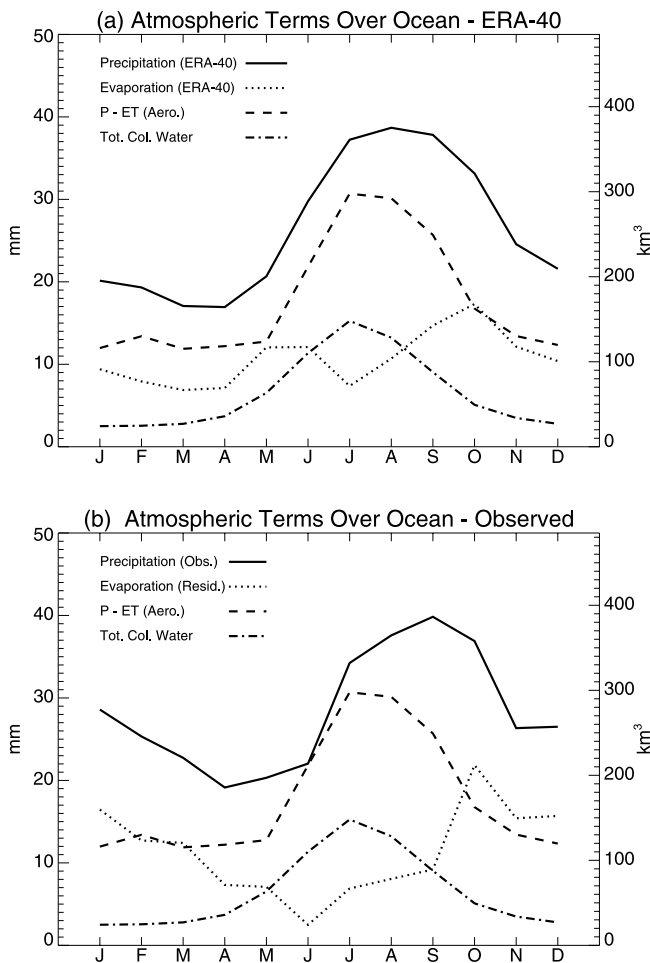 (a) Atmospheric Terms Over Ocean - ERA-40
Precipitation (ERA-40)
Evaporation (ERA-40)
P - ET (Aero.)
Tot. Col. Water
50
40
30
20
10
0
mm
400
300
200
100
0
km³
J F M A M J J A S O N D
(b) Atmospheric Terms Over Ocean - Observed
Precipitation (Obs.)
Evaporation (Resid.)
P - ET (Aero.)
Tot. Col. Water
50
40
30
20
10
0
mm
400
300
200
100
0
km³
J F M A M J J A S O N D